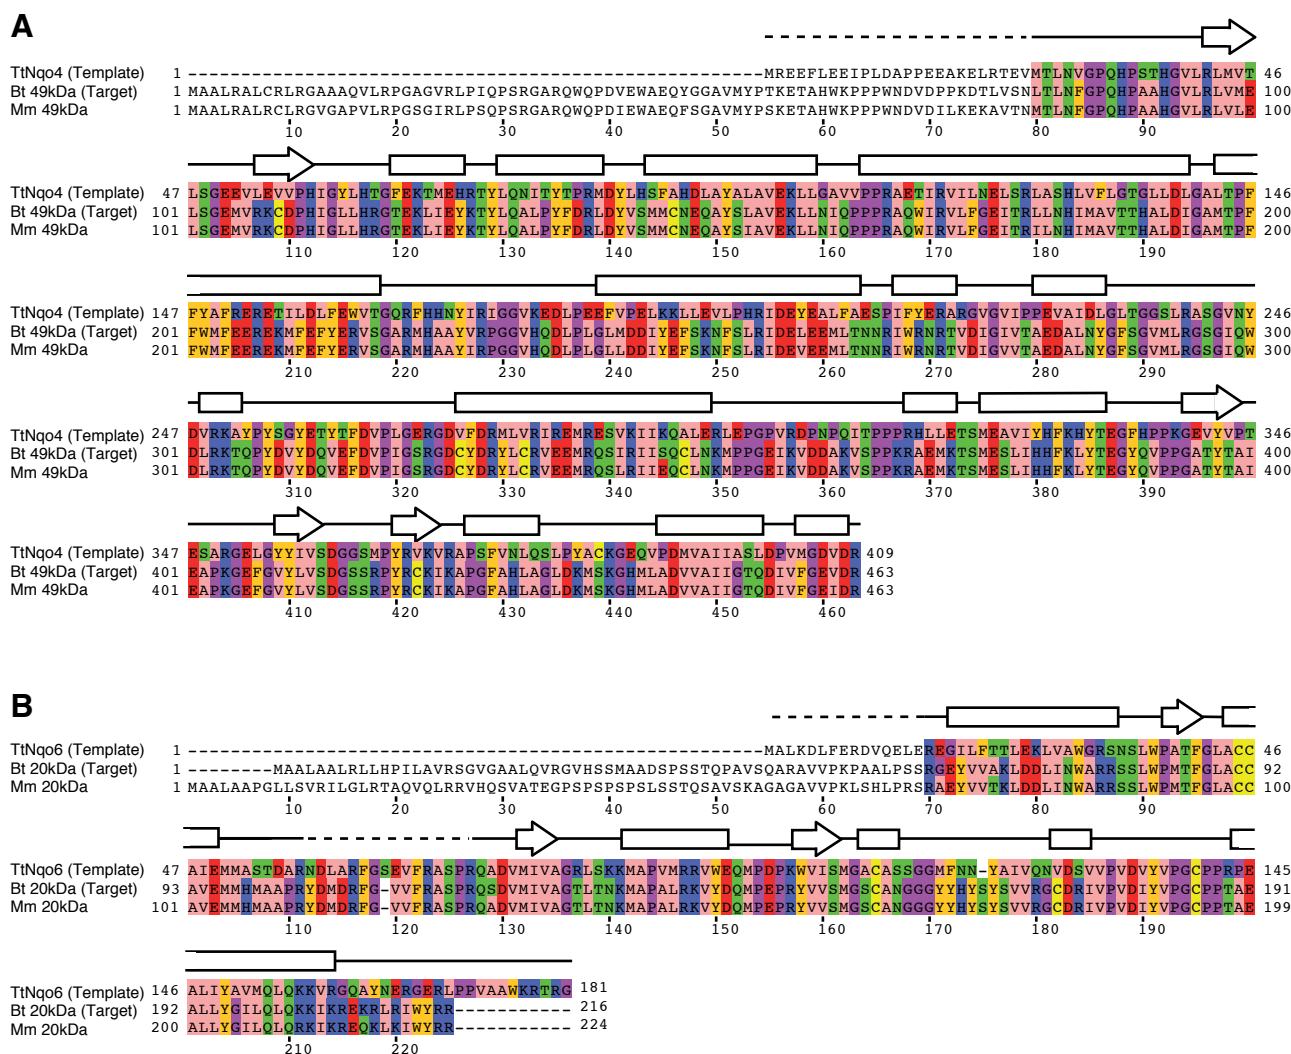 A
TtNqo4 (Template) 1 ------------------------------------------------------MREEFLEEIPLDAPPEEAKELRTEVMTLNVGPQHPSTHGVLRLMVT 46
Bt 49kDa (Target) 1 MAALRALCRLRGAAAQVLRPGAGVRLPIQPSRGARQWQPDVEWAEQYGGAVMYPTKETAHWKPPPWNDVDPPKDTLVSNLTLNFGPQHPAAHGVLRLVME 100
Mm 49kDa 1 MAALRALRCLRGVGAPVLRPGSGIRLPSQPSRGARQWQPDIEWAEQFSGAVMYPSKETAHWKPPPWNDVDILKEKAVTNMTLNFGPQHPAAHGVLRLVLE 100
10 20 30 40 50 60 70 80 90
TtNqo4 (Template) 47 LSGEEVLEVVPHIGYLHTGFEKTMEHRTYLQNITYTPRMDYLHSFAHDLAYALAVEKLLGAVVPPRAETIRVILNELSRLASHLVFLGTGLLDLGALTPF 146
Bt 49kDa (Target) 101 LSGEMVRKCDPHIGLLHRGTEKLIEYKTYLQALPYFDRLDYVSMMCNEQAYSLAVEKLLNIQPPPRAQWIRVLFGEITRLLNHIMAVTTHALDIGAMTPF 200
Mm 49kDa 101 LSGEMVRKCDPHIGLLHRGTEKLIEYKTYLQALPYFDRLDYVSMMCNEQAYSIAVEKLLNIQPPPRAQWIRVLFGEITRILNHIMAVTTHALDIGAMTPF 200
110 120 130 140 150 160 170 180 190
TtNqo4 (Template) 147 FYAFRERETILDLFEWVTGQRFHHNYIRIGGVKEDLPEEFVPELKKLLEVLPHRIDEYEALFAESPIFYERARGVGVIPPEVAIDLGLTGGSLRASGVNY 246
Bt 49kDa (Target) 201 FWMFEEREKMFEFYERVSGARMHAAYVRPGGVHQDLPLGLMDDIYEFSKNFSLRIDELEEMLTNNRIWRNRTVDIGIVTAEDALNYGFSGVMLRGSGIQW 300
Mm 49kDa 201 FWMFEEREKMFEFYERVSGARMHAAYIRPGGVHQDLPLGLLDDIYEFSKNFSLRIDEVEEMLTNNRIWRNRTVDIGVVTAEDALNYGFSGVMLRGSGIQW 300
210 220 230 240 250 260 270 280 290
TtNqo4 (Template) 247 DVRKAYPYSGYETYTFDVPLGERGDVFDRMLVRIREMRESVKIIKQALERLEPGPVRDPNPQITPPPRHLLETSMEAVIYHFKHYTEGFHPPKGEVYVPT 346
Bt 49kDa (Target) 301 DLRKTQPYDVYDQVEFDVPIGSRGDCYDRYLCRVEEMRQSIRIISQCLNKMPPGEIKVDDAKVSPPKRAEMKTSMESLIHHFKLYTEGYQVPPGATYTAI 400
Mm 49kDa 301 DLRKTQPYDVYDQVEFDVPIGSRGDCYDRYLCRVEEMRQSLRIIEQCLNKMPPGEIKVDDAKVSPPKRAEMKTSMESLIHHFKLYTEGYQVPPGATYTAI 400
310 320 330 340 350 360 370 380 390
TtNqo4 (Template) 347 ESARGELGYYIVSDGGSMPYRVKVRAPSFVNLQSLPYACKGEQVPDMVAIIASLDPVMGDVDR 409
Bt 49kDa (Target) 401 EAPKGEFGVYLVSDGSSRPYRCKIKAPGFAHLAGLDKMSKGHMLADVVAIIGTQDIVFGEVDR 463
Mm 49kDa 401 EAPKGEFGVYLVSDGSSRPYRCKIKAPGFAHLAGLDKMSKGHMLADVVAIIGTQDIVFGEIDR 463
410 420 430 440 450 460
B
TtNqo6 (Template) 1 ------------------------------------------------------MALKDLFERDVQELEREGILFTTLEKLVAWGRSNSLWPATFGLACC 46
Bt 20kDa (Target) 1 --------MAALAALRLLHPILAVRSGVGAALQVRGVHSSMAADSPSSTQPAVSQARAVVPKPAALPSSRGEYVVAKLDDLINWARRSSLWPMTFGLACC 92
Mm 20kDa 1 MAALAAPGLLSVRILGLRTAQVQLRRVHQSVATEGPSPSPSPSLSSTQSAVSKAGAGAVVPKLSHLPRSRAEYVVTKLDDLINWARRSSLWPMTFGLACC 100
10 20 30 40 50 60 70 80 90
TtNqo6 (Template) 47 AIEMMASTDARNDLARFGSEVFRASPRQADVMIVAGRLSKKMAPVMRRVWEQMPDPKWVISMGACASSGGMFNN-YAIVQNVDSVVPVDVYVPGCPPRPE 145
Bt 20kDa (Target) 93 AVEMMHMAAPRYDMDRFG-VVFRASPRQSDVMIVAGTLTNKMAPALRKVYDQMPEPRYVVSMGSCANGGGYYHYSYSVVRGCDRIVPVDIYVPGCPPTAE 191
Mm 20kDa 101 AVEMMHMAAPRYDMDRFG-VVFRASPRQADVMIVAGTLTNKMAPALRKVYDQMPEPRYVVSMGSCANGGGYYHYSYSVVRGCDRIVPVDIYVPGCPPTAE 199
110 120 130 140 150 160 170 180 190
TtNqo6 (Template) 146 ALIYAVMQLQKKVRGQAYNERGERLPPVAAWKRTRG 181
Bt 20kDa (Target) 192 ALLYGILQLQKKIKREKRLRIWYRR----------- 216
Mm 20kDa 200 ALLYGILQLQRKIKREQKLKIWYRR----------- 224
210 220